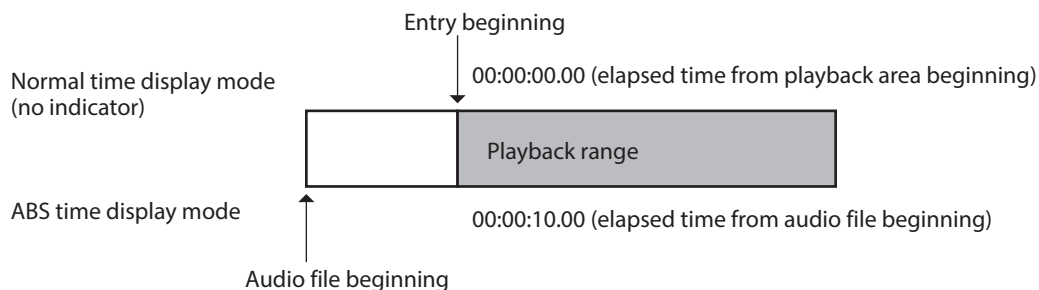 Entry beginning
Normal time display mode
(no indicator)
00:00:00.00 (elapsed time from playback area beginning)
Playback range
ABS time display mode
00:00:10.00 (elapsed time from audio file beginning)
Audio file beginning